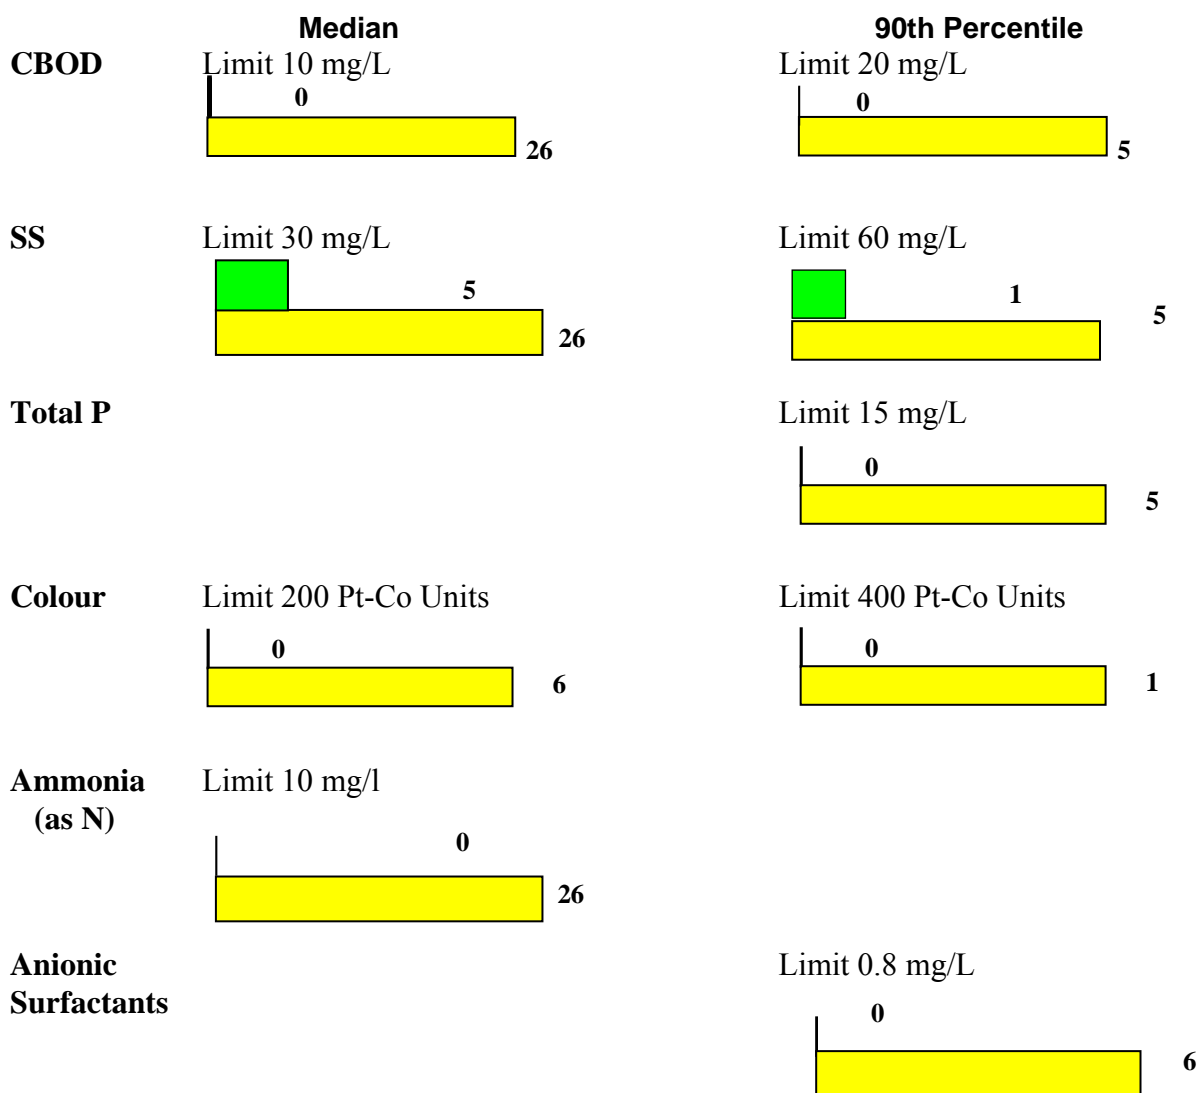 Median 90th Percentile
CBOD Limit 10 mg/L Limit 20 mg/L
0 0
26 5
SS Limit 30 mg/L Limit 60 mg/L
5 1
26 5
Total P Limit 15 mg/L
0
5
Colour Limit 200 Pt-Co Units Limit 400 Pt-Co Units
0 0
6 1
Ammonia Limit 10 mg/l
(as N)
0
26
Anionic Limit 0.8 mg/L
Surfactants
0
6